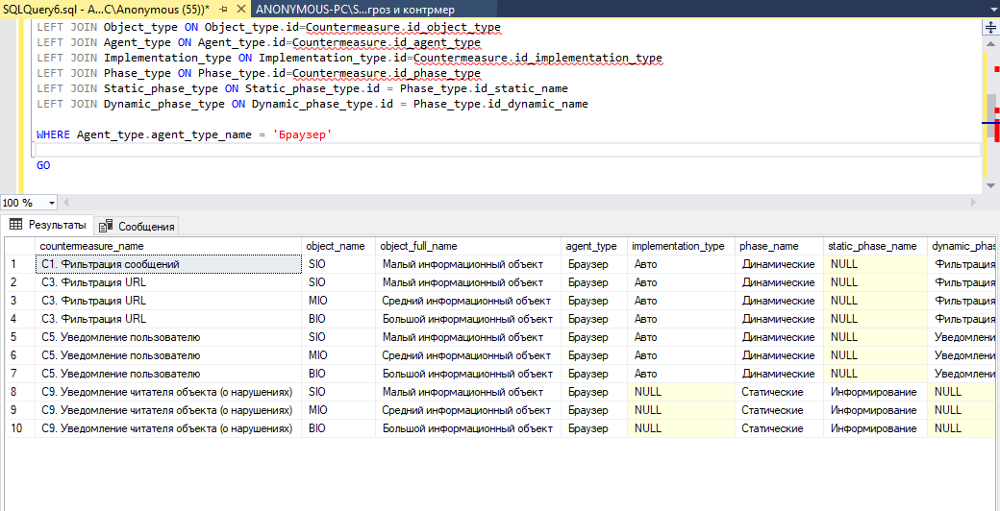 SQLQuery6.sql - A...C\Anonymous (55))* ANONYMOUS-PC\S...гроз и контрмер
LEFT JOIN Object_type ON Object_type.id=Countermeasure.id_object_type
LEFT JOIN Agent_type ON Agent_type.id=Countermeasure.id_agent_type
LEFT JOIN Implementation_type ON Implementation_type.id=Countermeasure.id_implementation_type
LEFT JOIN Phase_type ON Phase_type.id=Countermeasure.id_phase_type
LEFT JOIN Static_phase_type ON Static_phase_type.id = Phase_type.id_static_name
LEFT JOIN Dynamic_phase_type ON Dynamic_phase_type.id = Phase_type.id_dynamic_name
WHERE Agent_type.agent_type_name = 'Браузер'
GO
100 %
Результаты Сообщения
countermeasure_name object_name object_full_name agent_type implementation_type phase_name static_phase_name dynamic_phas
1 C1. Фильтрация сообщений SIO Малый информационный объект Браузер Авто Динамические NULL Фильтрация
2 C3. Фильтрация URL SIO Малый информационный объект Браузер Авто Динамические NULL Фильтрация
3 C3. Фильтрация URL MIO Средний информационный объект Браузер Авто Динамические NULL Фильтрация
4 C3. Фильтрация URL BIO Большой информационный объект Браузер Авто Динамические NULL Фильтрация
5 C5. Уведомление пользователю SIO Малый информационный объект Браузер Авто Динамические NULL Уведомлени
6 C5. Уведомление пользователю MIO Средний информационный объект Браузер Авто Динамические NULL Уведомлени
7 C5. Уведомление пользователю BIO Большой информационный объект Браузер Авто Динамические NULL Уведомлени
8 C9. Уведомление читателя объекта (о нарушениях) SIO Малый информационный объект Браузер NULL Статические Информирование NULL
9 C9. Уведомление читателя объекта (о нарушениях) MIO Средний информационный объект Браузер NULL Статические Информирование NULL
10 C9. Уведомление читателя объекта (о нарушениях) BIO Большой информационный объект Браузер NULL Статические Информирование NULL